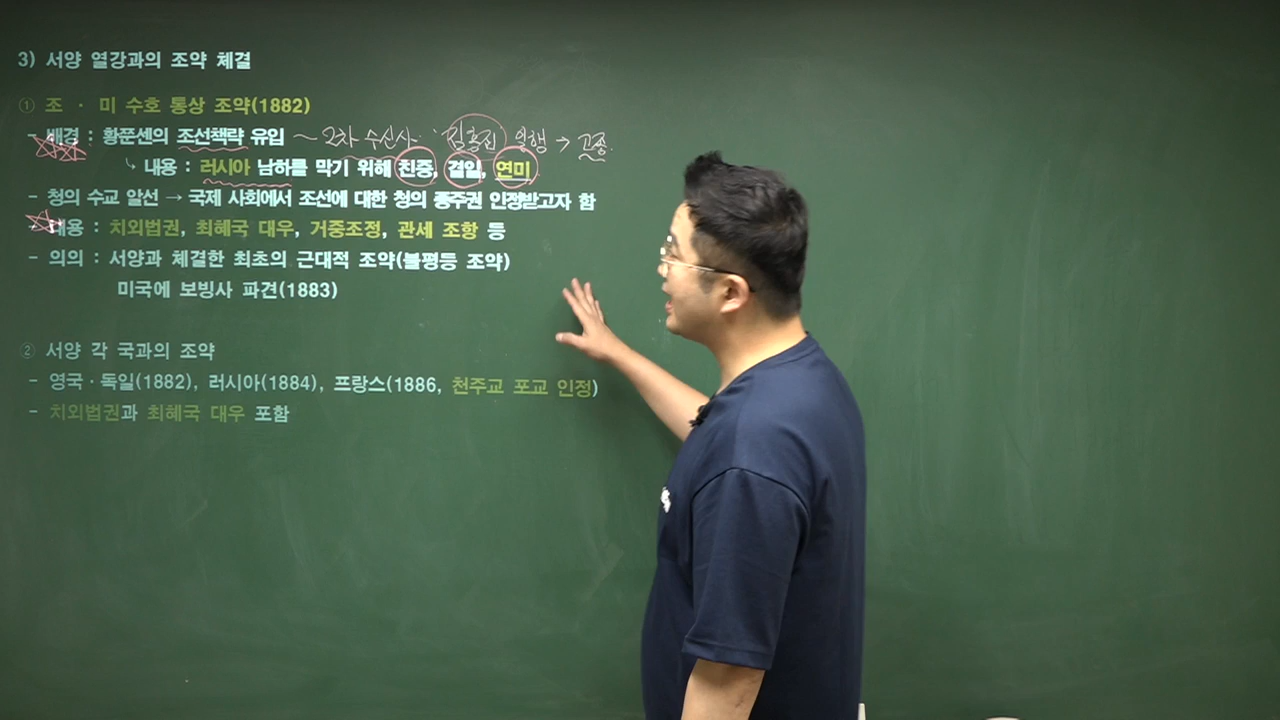 3) 서양 열강과의 조약 체결
① 조 · 미 수호 통상 조약(1882)
- 배경 : 황쭌셴의 조선책략 유입 ~ 2차 수신사 '김홍집' 일행 → 고종
↳ 내용 : 러시아 남하를 막기 위해 친중, 결일, 연미
- 청의 수교 알선 → 국제 사회에서 조선에 대한 청의 종주권 인정받고자 함
내용 : 치외법권, 최혜국 대우, 거중조정, 관세 조항 등
- 의의 : 서양과 체결한 최초의 근대적 조약(불평등 조약)
미국에 보빙사 파견(1883)
② 서양 각 국과의 조약
- 영국·독일(1882), 러시아(1884), 프랑스(1886, 천주교 포교 인정)
- 치외법권과 최혜국 대우 포함